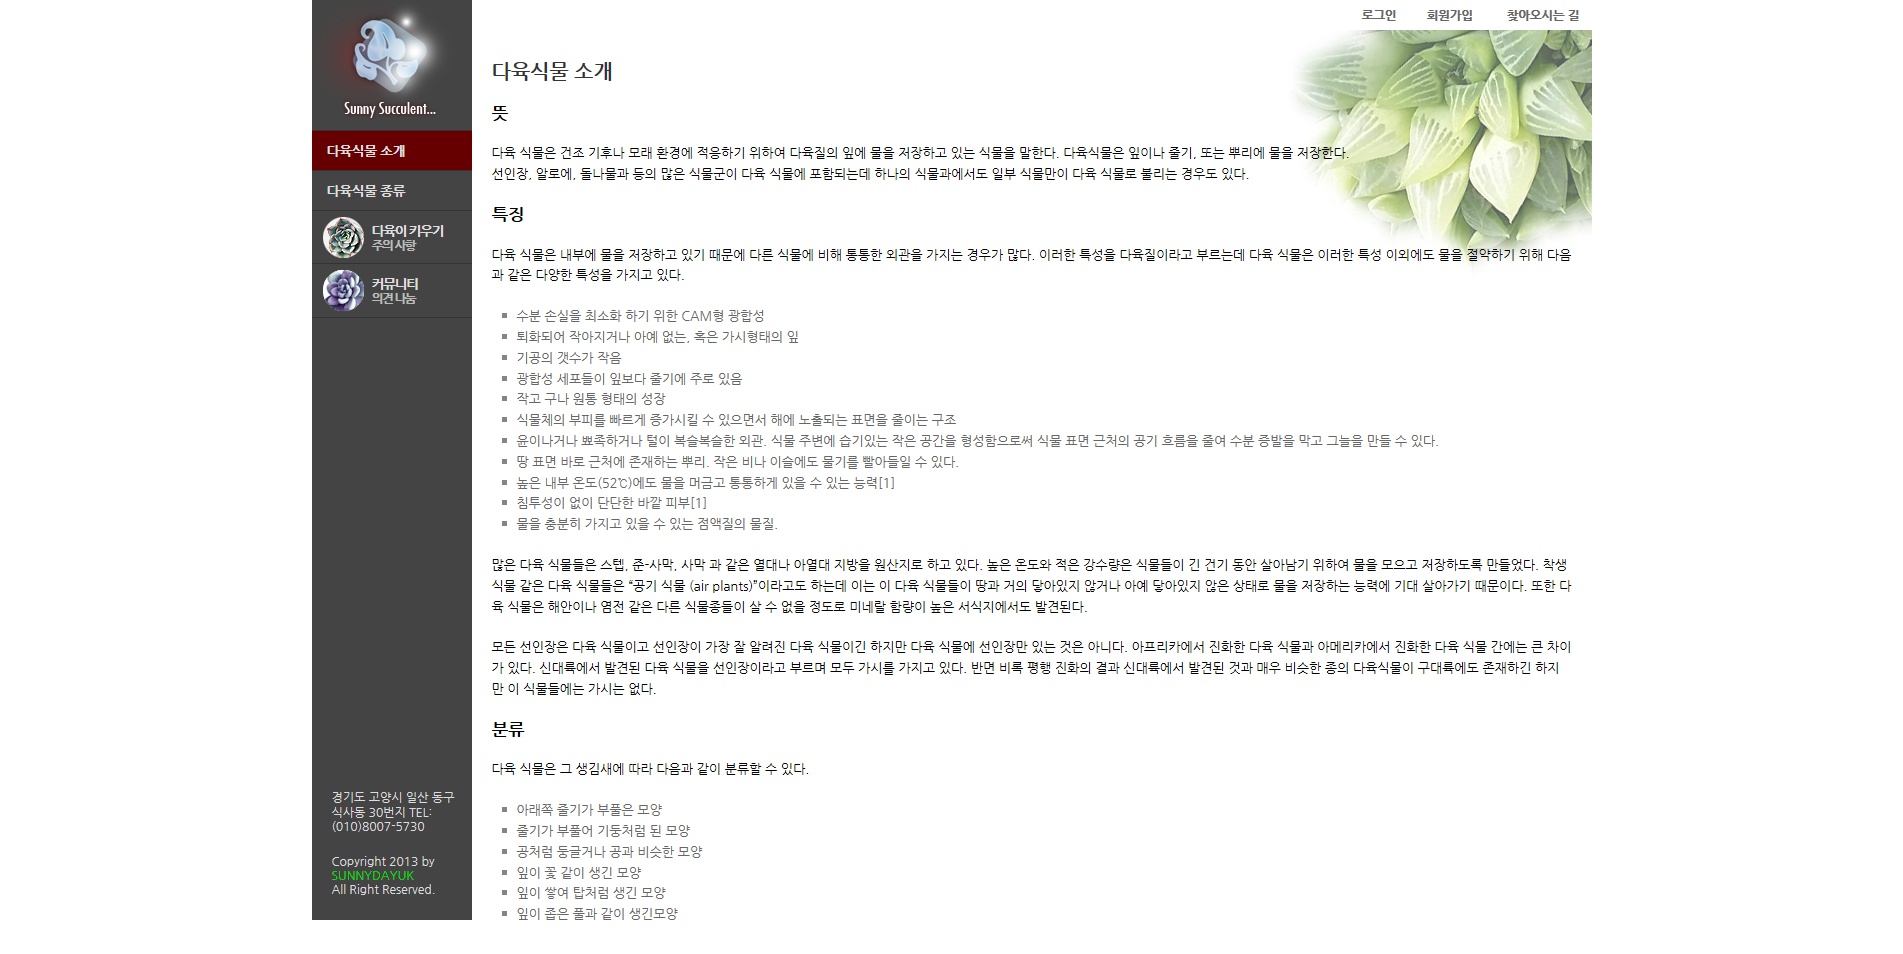 로그인
회원가입
찾아오시는 길
Sunny Succulent...
다육식물 소개
다육식물 종류
다육이 키우기
주의 사항
커뮤니티
의견 나눔
경기도 고양시 일산 동구
식사동 30번지 TEL:
(010)8007-5730
Copyright 2013 by
SUNNYDAYUK
All Right Reserved.
다육식물 소개
뜻
다육 식물은 건조 기후나 모래 환경에 적응하기 위하여 다육질의 잎에 물을 저장하고 있는 식물을 말한다. 다육식물은 잎이나 줄기, 또는 뿌리에 물을 저장한다.
선인장, 알로에, 돌나물과 등의 많은 식물군이 다육 식물에 포함되는데 하나의 식물과에서도 일부 식물만이 다육 식물로 불리는 경우도 있다.
특징
다육 식물은 내부에 물을 저장하고 있기 때문에 다른 식물에 비해 통통한 외관을 가지는 경우가 많다. 이러한 특성을 다육질이라고 부르는데 다육 식물은 이러한 특성 이외에도 물을 절약하기 위해 다음
과 같은 다양한 특성을 가지고 있다.
수분 손실을 최소화 하기 위한 CAM형 광합성
퇴화되어 작아지거나 아예 없는, 혹은 가시형태의 잎
기공의 갯수가 작음
광합성 세포들이 잎보다 줄기에 주로 있음
작고 구나 원통 형태의 성장
식물체의 부피를 빠르게 증가시킬 수 있으면서 해에 노출되는 표면을 줄이는 구조
윤이나거나 뾰족하거나 털이 복슬복슬한 외관. 식물 주변에 습기있는 작은 공간을 형성함으로써 식물 표면 근처의 공기 흐름을 줄여 수분 증발을 막고 그늘을 만들 수 있다.
땅 표면 바로 근처에 존재하는 뿌리. 작은 비나 이슬에도 물기를 빨아들일 수 있다.
높은 내부 온도(52℃)에도 물을 머금고 통통하게 있을 수 있는 능력[1]
침투성이 없이 단단한 바깥 피부[1]
물을 충분히 가지고 있을 수 있는 점액질의 물질.
많은 다육 식물들은 스텝, 준-사막, 사막 과 같은 열대나 아열대 지방을 원산지로 하고 있다. 높은 온도와 적은 강수량은 식물들이 긴 건기 동안 살아남기 위하여 물을 모으고 저장하도록 만들었다. 착생
식물 같은 다육 식물들은 “공기 식물 (air plants)”이라고도 하는데 이는 이 다육 식물들이 땅과 거의 닿아있지 않거나 아예 닿아있지 않은 상태로 물을 저장하는 능력에 기대 살아가기 때문이다. 또한 다
육 식물은 해안이나 염전 같은 다른 식물종들이 살 수 없을 정도로 미네랄 함량이 높은 서식지에서도 발견된다.
모든 선인장은 다육 식물이고 선인장이 가장 잘 알려진 다육 식물이긴 하지만 다육 식물에 선인장만 있는 것은 아니다. 아프리카에서 진화한 다육 식물과 아메리카에서 진화한 다육 식물 간에는 큰 차이
가 있다. 신대륙에서 발견된 다육 식물을 선인장이라고 부르며 모두 가시를 가지고 있다. 반면 비록 평행 진화의 결과 신대륙에서 발견된 것과 매우 비슷한 종의 다육식물이 구대륙에도 존재하긴 하지
만 이 식물들에는 가시는 없다.
분류
다육 식물은 그 생김새에 따라 다음과 같이 분류할 수 있다.
아래쪽 줄기가 부풀은 모양
줄기가 부풀어 기둥처럼 된 모양
공처럼 둥글거나 공과 비슷한 모양
잎이 꽃 같이 생긴 모양
잎이 쌓여 탑처럼 생긴 모양
잎이 좁은 풀과 같이 생긴모양